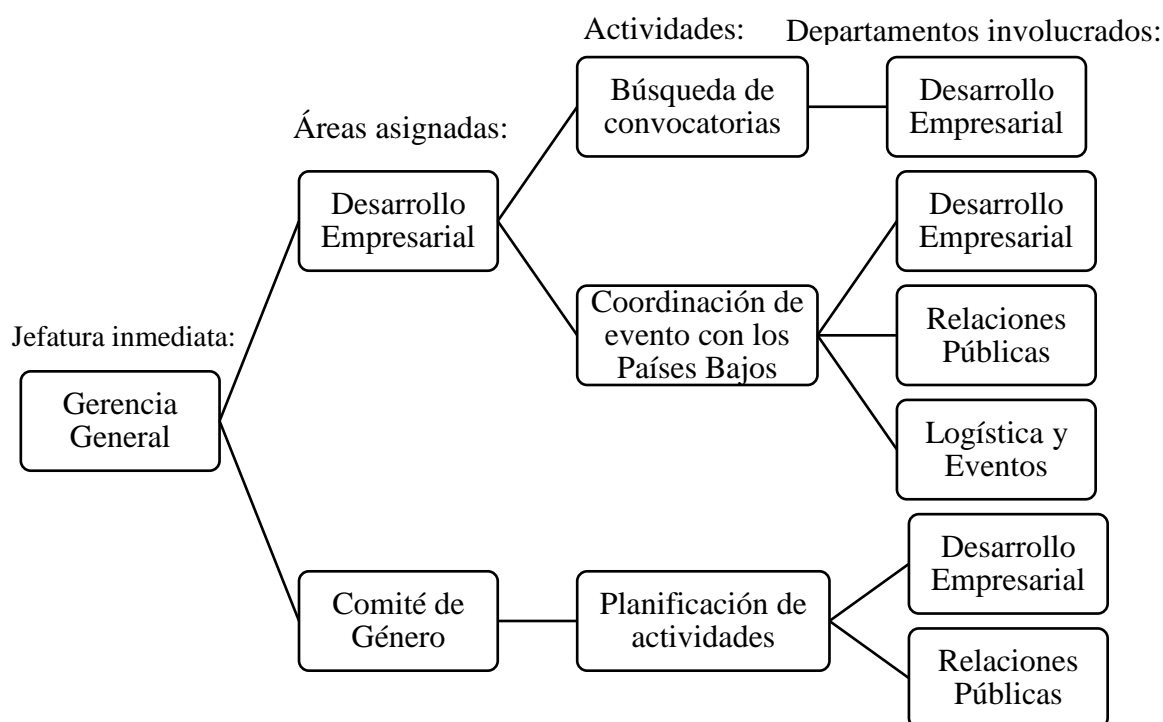 Actividades:
Departamentos involucrados:
Búsqueda de
convocatorias
Desarrollo
Empresarial
Áreas asignadas:
Desarrollo
Empresarial
Desarrollo
Empresarial
Coordinación de
evento con los
Países Bajos
Relaciones
Públicas
Jefatura inmediata:
Gerencia
General
Logística y
Eventos
Desarrollo
Empresarial
Comité de
Género
Planificación de
actividades
Relaciones
Públicas